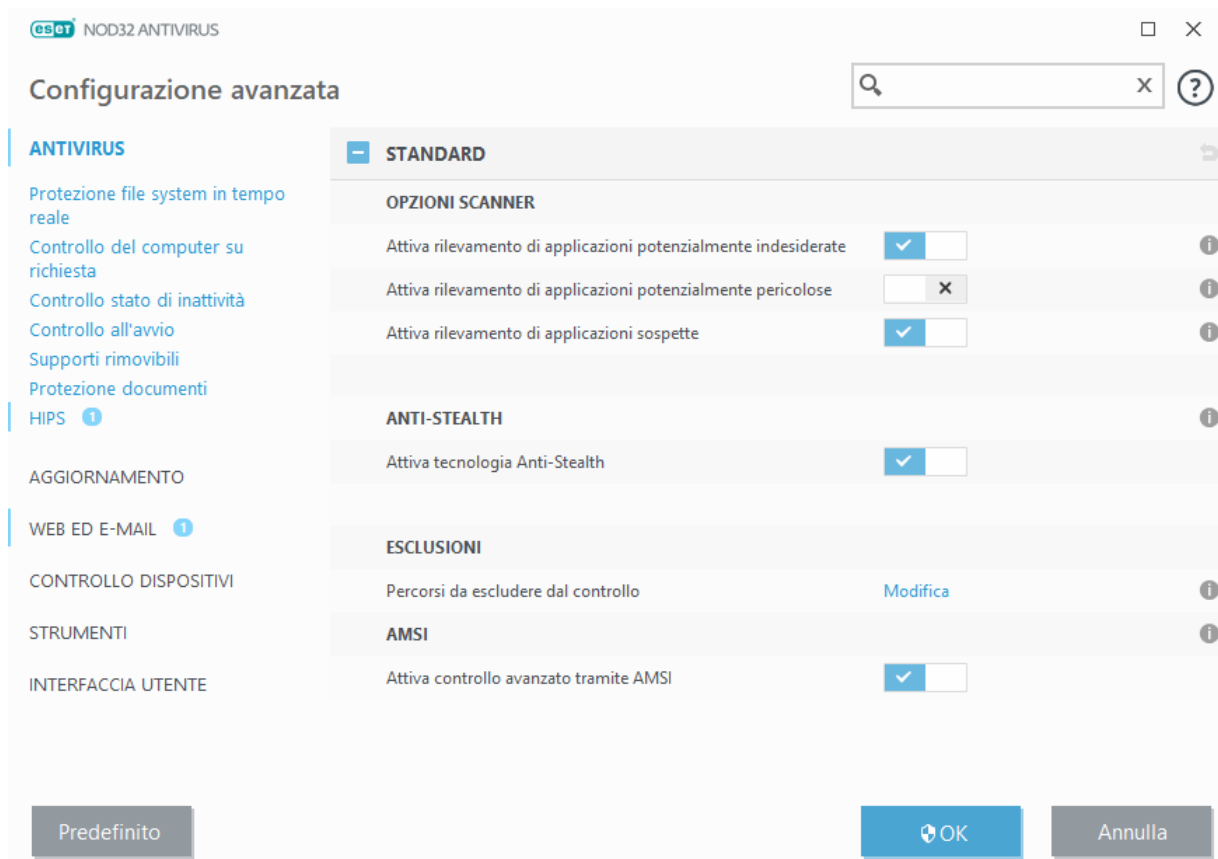 eset NOD32 ANTIVIRUS
Configurazione avanzata
x
?
ANTIVIRUS
Protezione file system in tempo
reale
Controllo del computer su
richiesta
Controllo stato di inattività
Controllo all'avvio
Supporti rimovibili
Protezione documenti
HIPS 1
AGGIORNAMENTO
WEB ED E-MAIL 1
CONTROLLO DISPOSITIVI
STRUMENTI
INTERFACCIA UTENTE
STANDARD
OPZIONI SCANNER
Attiva rilevamento di applicazioni potenzialmente indesiderate
Attiva rilevamento di applicazioni potenzialmente pericolose
Attiva rilevamento di applicazioni sospette
ANTI-STEALTH
Attiva tecnologia Anti-Stealth
ESCLUSIONI
Percorsi da escludere dal controllo Modifica
AMSI
Attiva controllo avanzato tramite AMSI
Predefinito
OK
Annulla